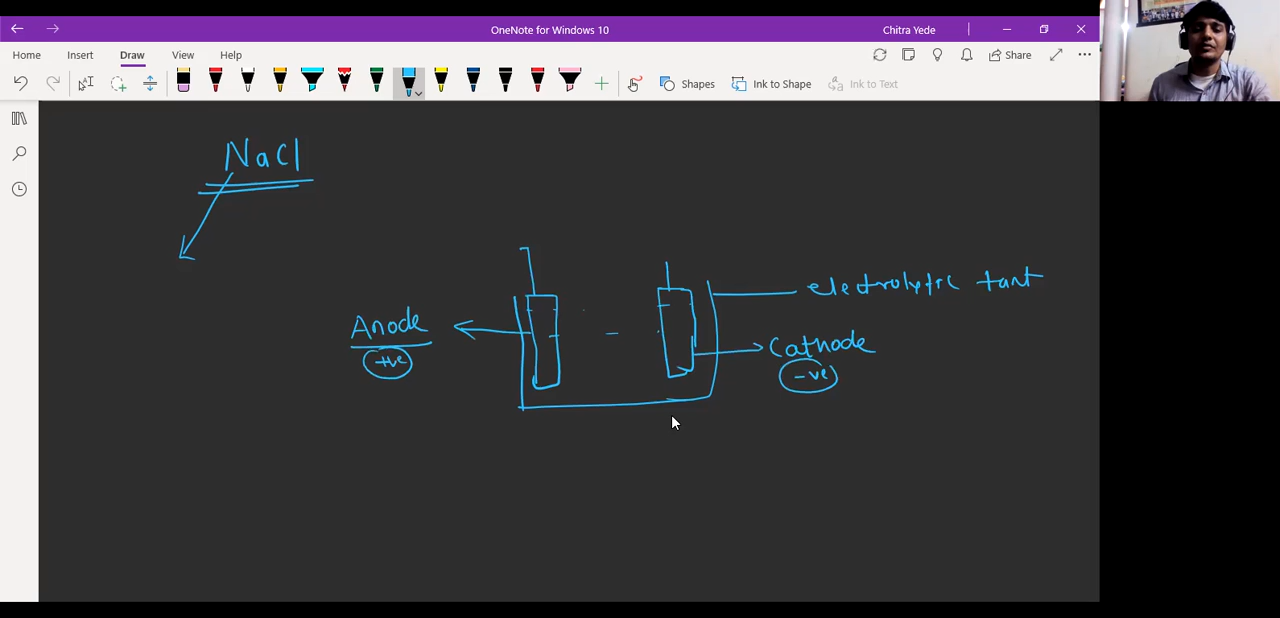 OneNote for Windows 10
Chitra Yede
Home Insert Draw View Help
Share
Shapes Ink to Shape Ink to Text
NaCl
electrolytic tant
Anode
+ve
Cathode
-ve